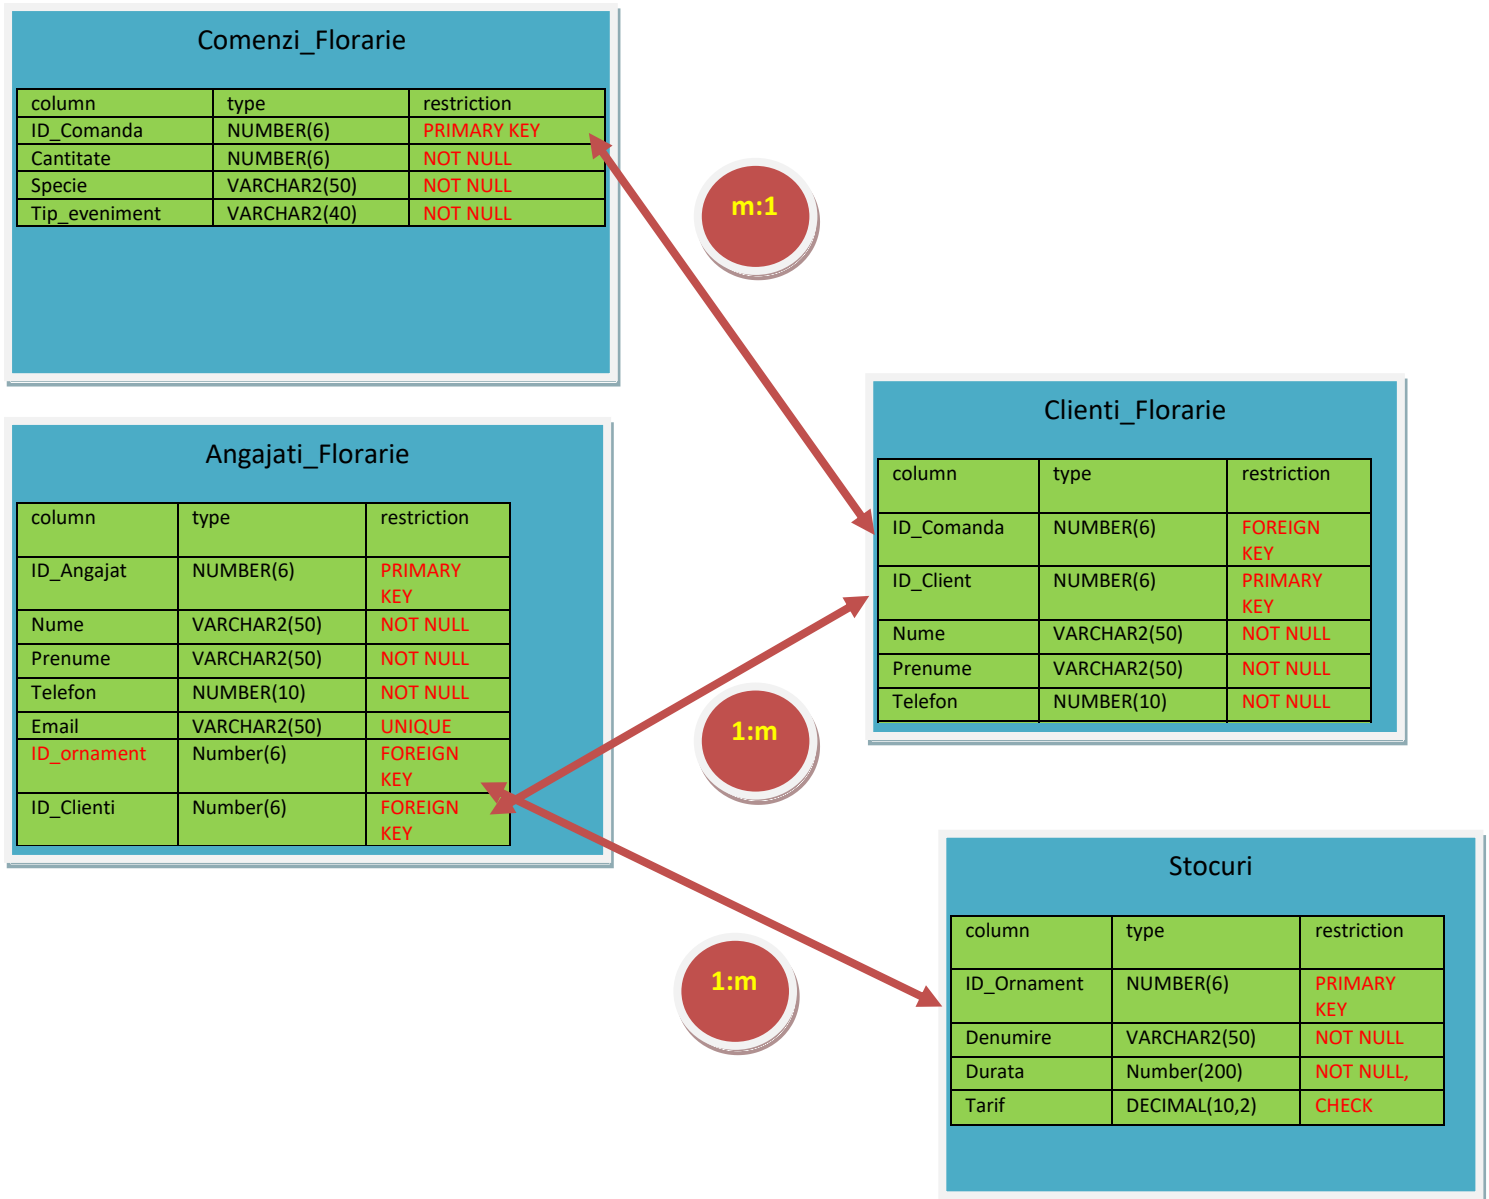 Comenzi_Florarie
column type restriction
ID_Comanda NUMBER(6) PRIMARY KEY
Cantitate NUMBER(6) NOT NULL
Specie VARCHAR2(50) NOT NULL
Tip_eveniment VARCHAR2(40) NOT NULL
m:1
Clienti_Florarie
column type restriction
ID_Comanda NUMBER(6) FOREIGN
KEY
ID_Client NUMBER(6) PRIMARY
KEY
Nume VARCHAR2(50) NOT NULL
Prenume VARCHAR2(50) NOT NULL
Telefon NUMBER(10) NOT NULL
Angajati_Florarie
column type restriction
ID_Angajat NUMBER(6) PRIMARY
KEY
Nume VARCHAR2(50) NOT NULL
Prenume VARCHAR2(50) NOT NULL
Telefon NUMBER(10) NOT NULL
Email VARCHAR2(50) UNIQUE
ID_ornament Number(6) FOREIGN
KEY
ID_Clienti Number(6) FOREIGN
KEY
1:m
1:m
Stocuri
column type restriction
ID_Ornament NUMBER(6) PRIMARY
KEY
Denumire VARCHAR2(50) NOT NULL
Durata Number(200) NOT NULL,
Tarif DECIMAL(10,2) CHECK